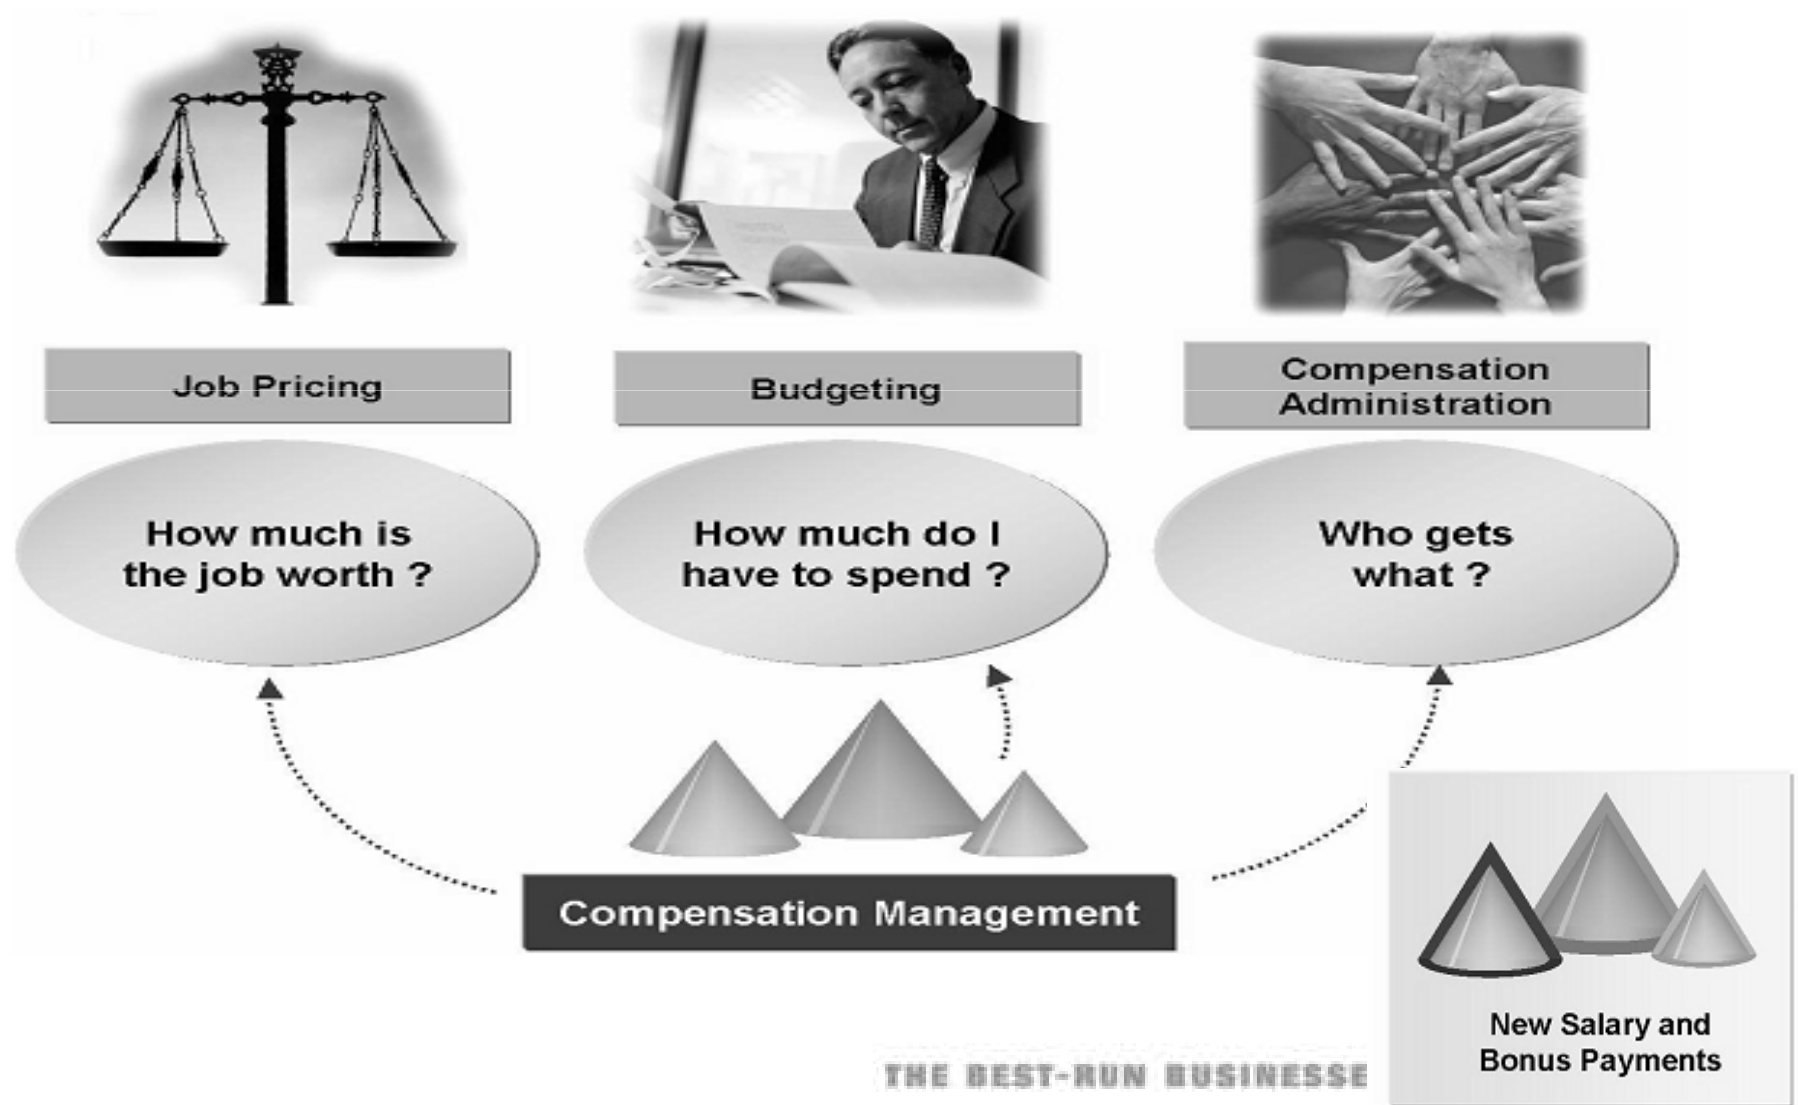 Job Pricing
Budgeting
Compensation
Administration
How much is
the job worth ?
How much do I
have to spend ?
Who gets
what ?
Compensation Management
New Salary and
Bonus Payments
THE BEST-RUN BUSINESSE